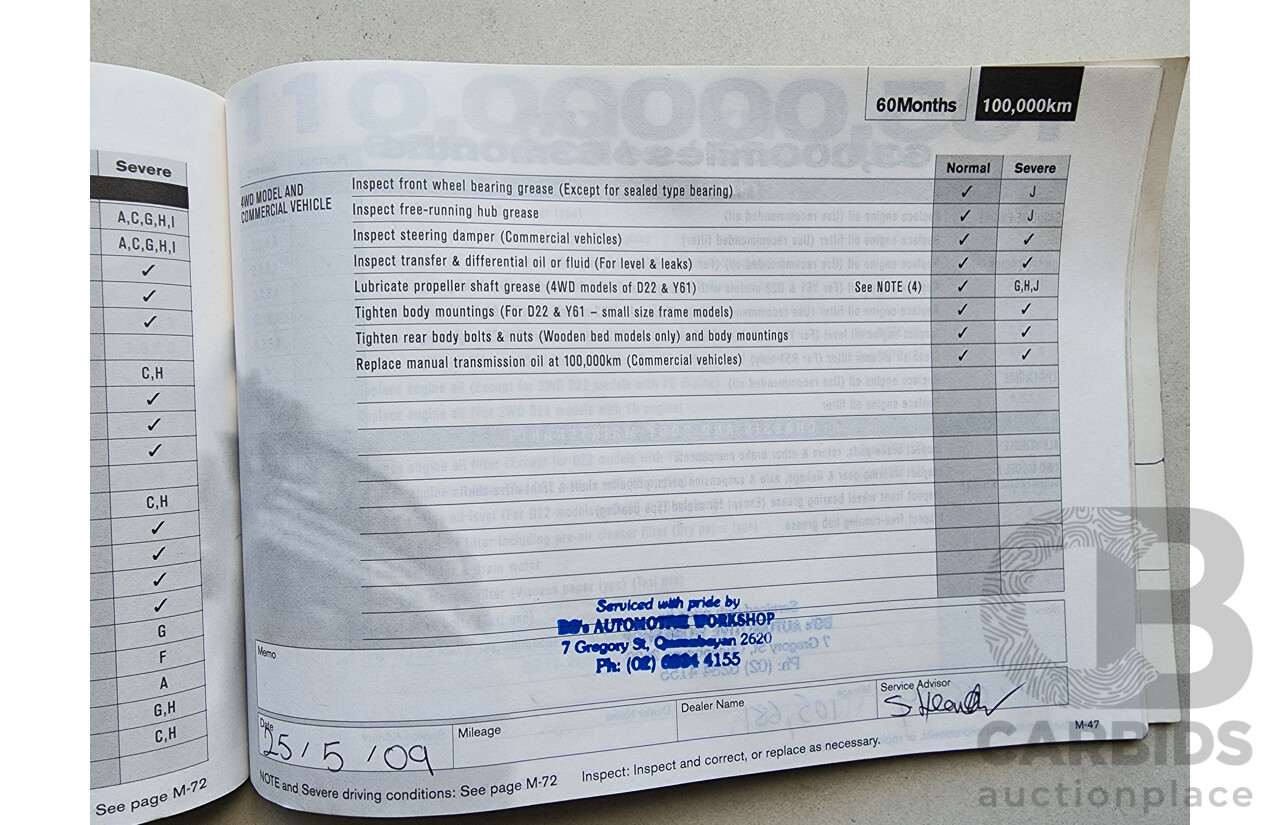 Severe
A,C,G,H,I
A,C,G,H,I
✓
✓
✓
C,H
✓
✓
✓
C,H
✓
✓
✓
✓
G
F
A
G,H
C,H
See page M-72
60Months 100,000km
Normal Severe
4WD MODEL AND
COMMERCIAL VEHICLE
Inspect front wheel bearing grease (Except for sealed type bearing) ✓ J
Inspect free-running hub grease ✓ J
Inspect steering damper (Commercial vehicles) ✓ ✓
Inspect transfer & differential oil or fluid (For level & leaks) ✓ ✓
Lubricate propeller shaft grease (4WD models of D22 & Y61) See NOTE (4) ✓ G,H,J
Tighten body mountings (For D22 & Y61 – small size frame models) ✓ ✓
Tighten rear body bolts & nuts (Wooden bed models only) and body mountings ✓ ✓
Replace manual transmission oil at 100,000km (Commercial vehicles) ✓ ✓
Serviced with pride by
AUTOMOTIVE WORKSHOP
7 Gregory St, Queanbeyan 2620
Ph: (02) 4155
Memo
Date
25/5/09
Mileage
Dealer Name
Service Advisor
M-47
NOTE and Severe driving conditions: See page M-72 Inspect: Inspect and correct, or replace as necessary.
CARBIDS
auctionplace